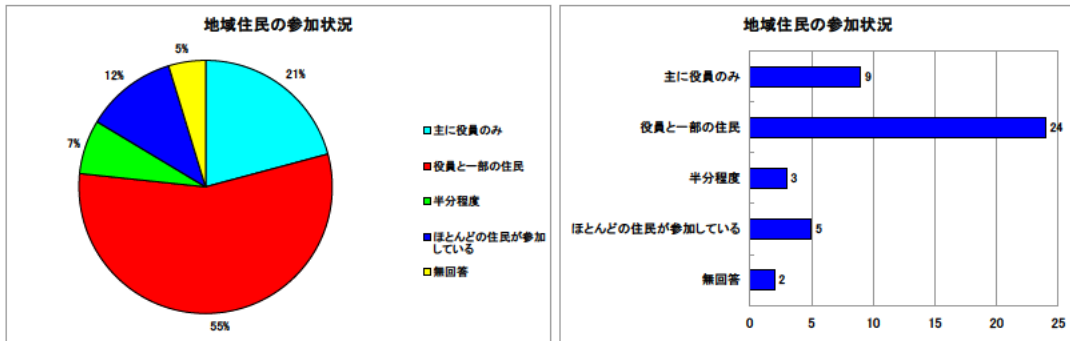 地域住民の参加状況
5%
12%
21%
7%
55%
主に役員のみ
役員と一部の住民
半分程度
ほとんどの住民が参加
している
無回答
地域住民の参加状況
主に役員のみ
9
役員と一部の住民
24
半分程度
3
ほとんどの住民が参加している
5
無回答
2
0 5 10 15 20 25